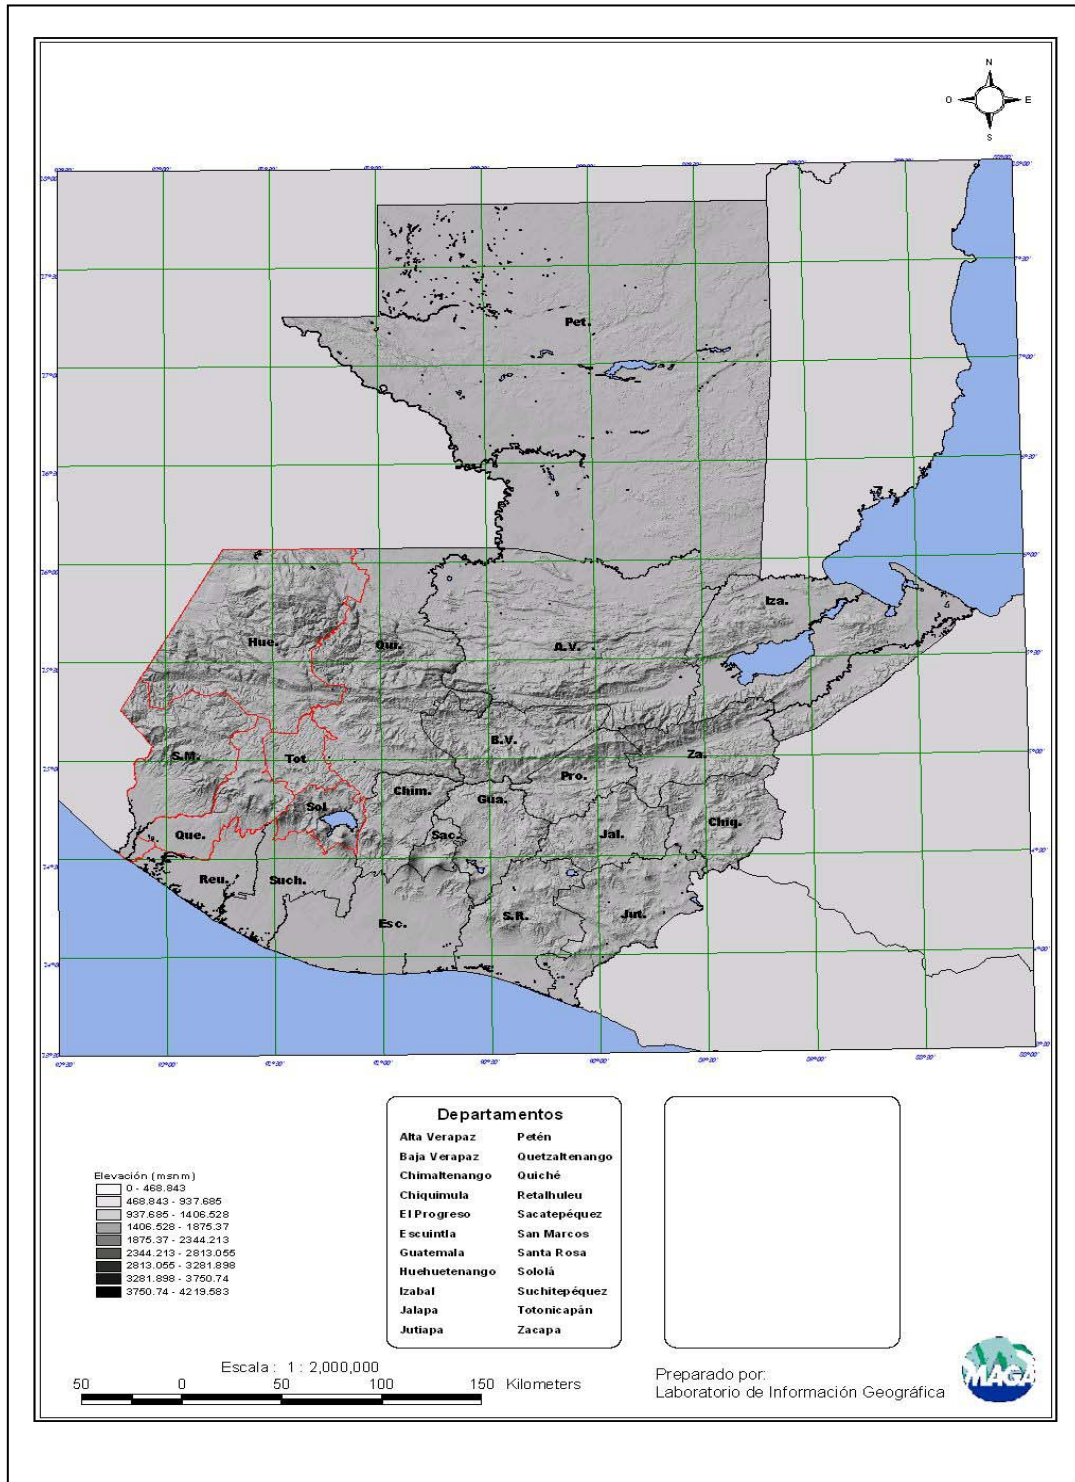 N
O E
S
Pet.
Iza.
Hue.
Qui.
A.V.
B.V.
S.M.
Tot
Za.
Pro.
Chim.
Gua.
Sol
Chiq.
Que.
Sac.
Jal.
Reu.
Such.
S.R.
Jut.
Esc.
Departamentos
Alta Verapaz Petén
Baja Verapaz Quetzaltenango
Chimaltenango Quiché
Chiquimula Retalhuleu
El Progreso Sacatepéquez
Escuintla San Marcos
Guatemala Santa Rosa
Huehuetenango Sololá
Izabal Suchitepéquez
Jalapa Totonicapán
Jutiapa Zacapa
Elevación (msnm)
0 - 468.843
468.843 - 937.685
937.685 - 1406.528
1406.528 - 1875.37
1875.37 - 2344.213
2344.213 - 2813.055
2813.055 - 3281.898
3281.898 - 3750.74
3750.74 - 4219.583
Escala : 1 : 2,000,000
50 0 50 100 150 Kilometers
Preparado por:
Laboratorio de Información Geográfica
MAGA